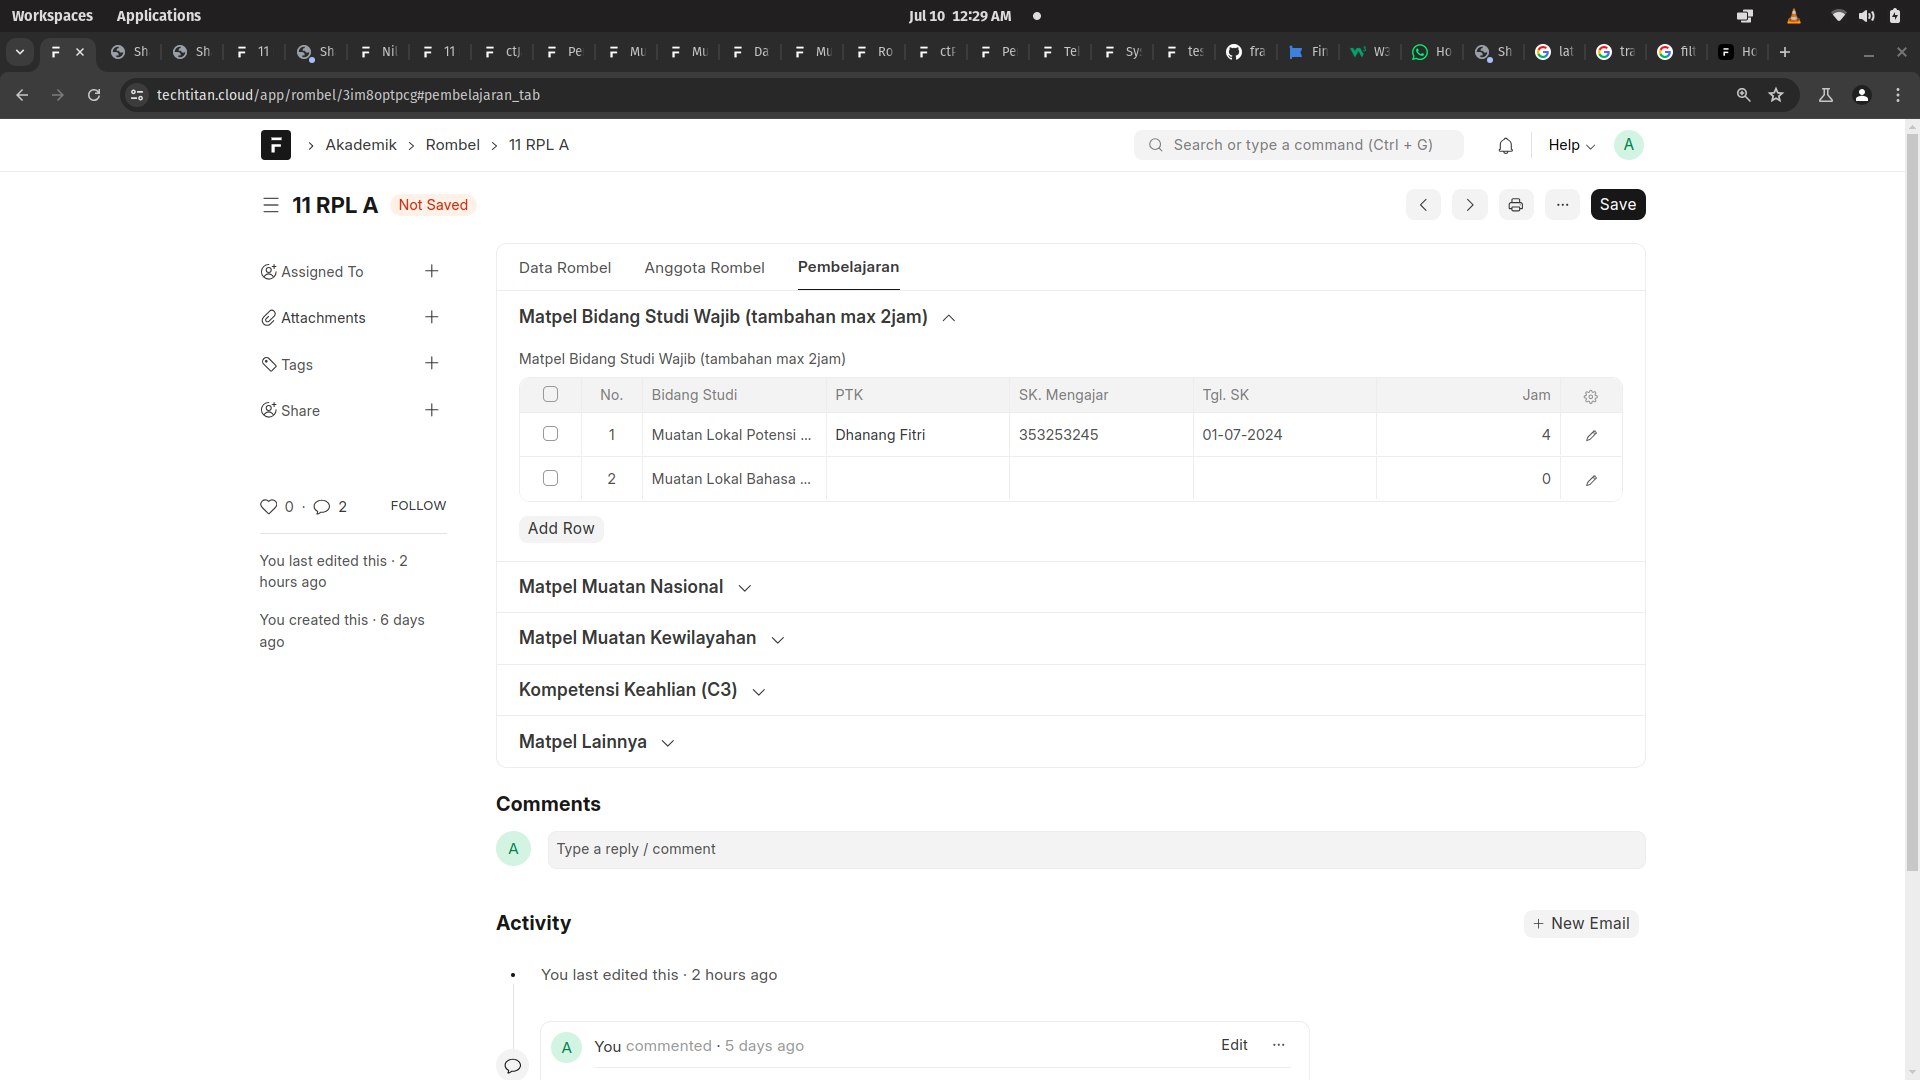 Workspaces Applications Jul 10 12:29 AM
Sh Sh 11 Sh Nil 11 ctJ Pe Mu Mu Da Mu Ro ctF Pe Tel Sy: tes fra Fir W3 Ho Sh lat tra filt Ho
techtitan.cloud/app/rombel/3im8optpcg#pembelajaran_tab
Akademik Rombel 11 RPL A Search or type a command (Ctrl + G) Help A
11 RPL A Not Saved ... Save
Assigned To
Attachments
Tags
Share
0 · 2 FOLLOW
You last edited this · 2
hours ago
You created this · 6 days
ago
Data Rombel Anggota Rombel Pembelajaran
Matpel Bidang Studi Wajib (tambahan max 2jam)
Matpel Bidang Studi Wajib (tambahan max 2jam)
No. Bidang Studi PTK SK. Mengajar Tgl. SK Jam
1 Muatan Lokal Potensi ... Dhanang Fitri 353253245 01-07-2024 4
2 Muatan Lokal Bahasa ... 0
Add Row
Matpel Muatan Nasional
Matpel Muatan Kewilayahan
Kompetensi Keahlian (C3)
Matpel Lainnya
Comments
A Type a reply / comment
Activity + New Email
You last edited this · 2 hours ago
A You commented · 5 days ago Edit ...